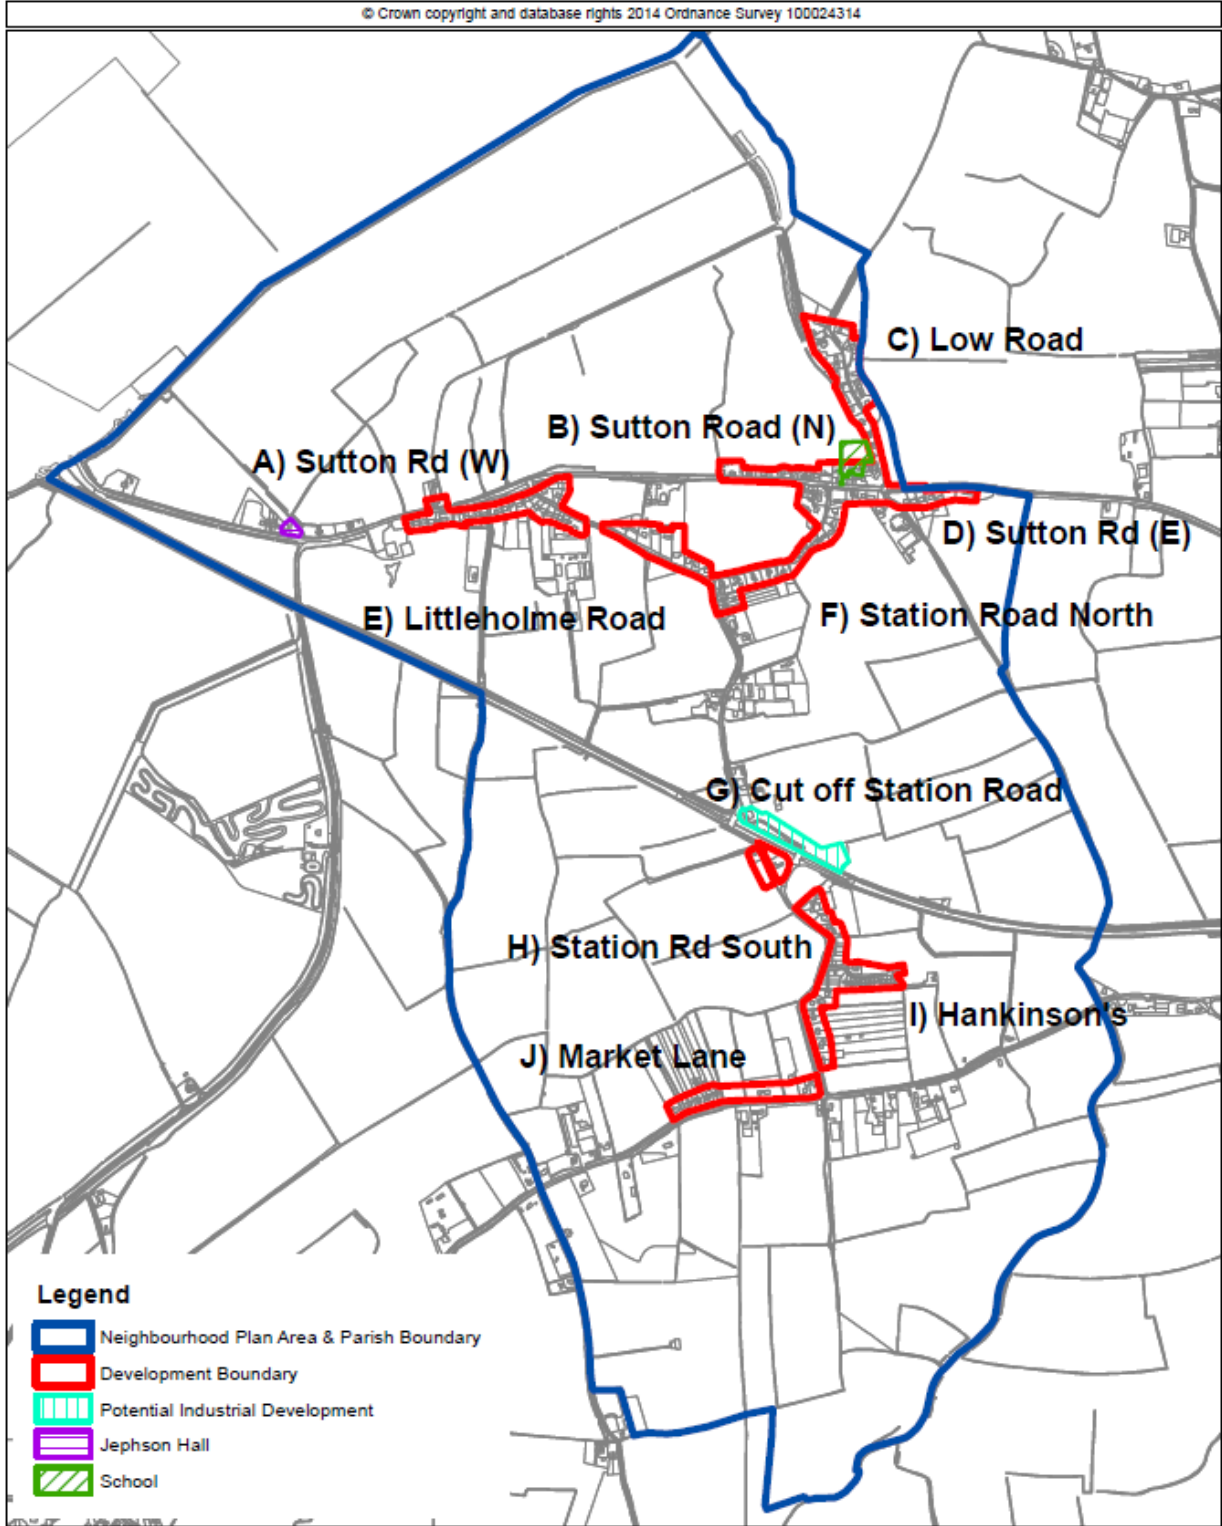 © Crown copyright and database rights 2014 Ordnance Survey 100024314
C) Low Road
B) Sutton Road (N)
A) Sutton Rd (W)
D) Sutton Rd (E)
E) Littleholme Road
F) Station Road North
G) Cut off Station Road
H) Station Rd South
I) Hankinson's
J) Market Lane
Legend
Neighbourhood Plan Area & Parish Boundary
Development Boundary
Potential Industrial Development
Jephson Hall
School